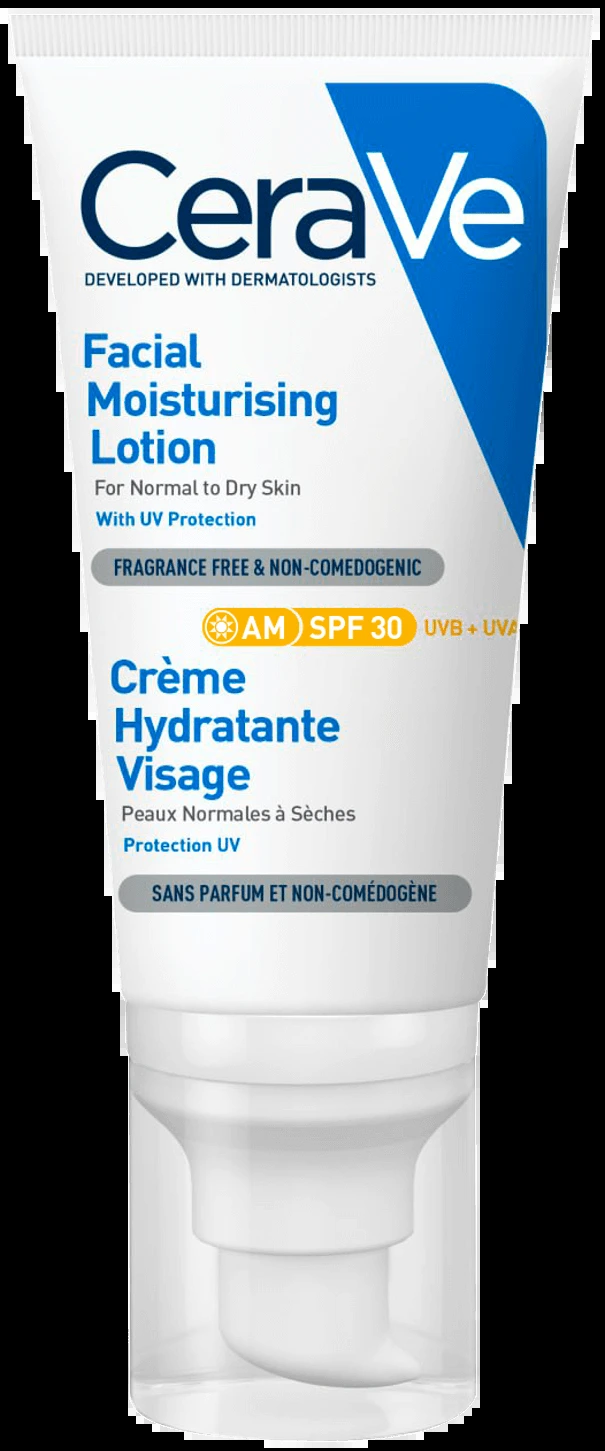 CeraVe
DEVELOPED WITH DERMATOLOGISTS
Facial
Moisturising
Lotion
For Normal to Dry Skin
With UV Protection
FRAGRANCE FREE & NON-COMEDOGENIC
AM SPF 30 UVB + UVA
Crème
Hydratante
Visage
Peaux Normales à Sèches
Protection UV
SANS PARFUM ET NON-COMÉDOGÈNE